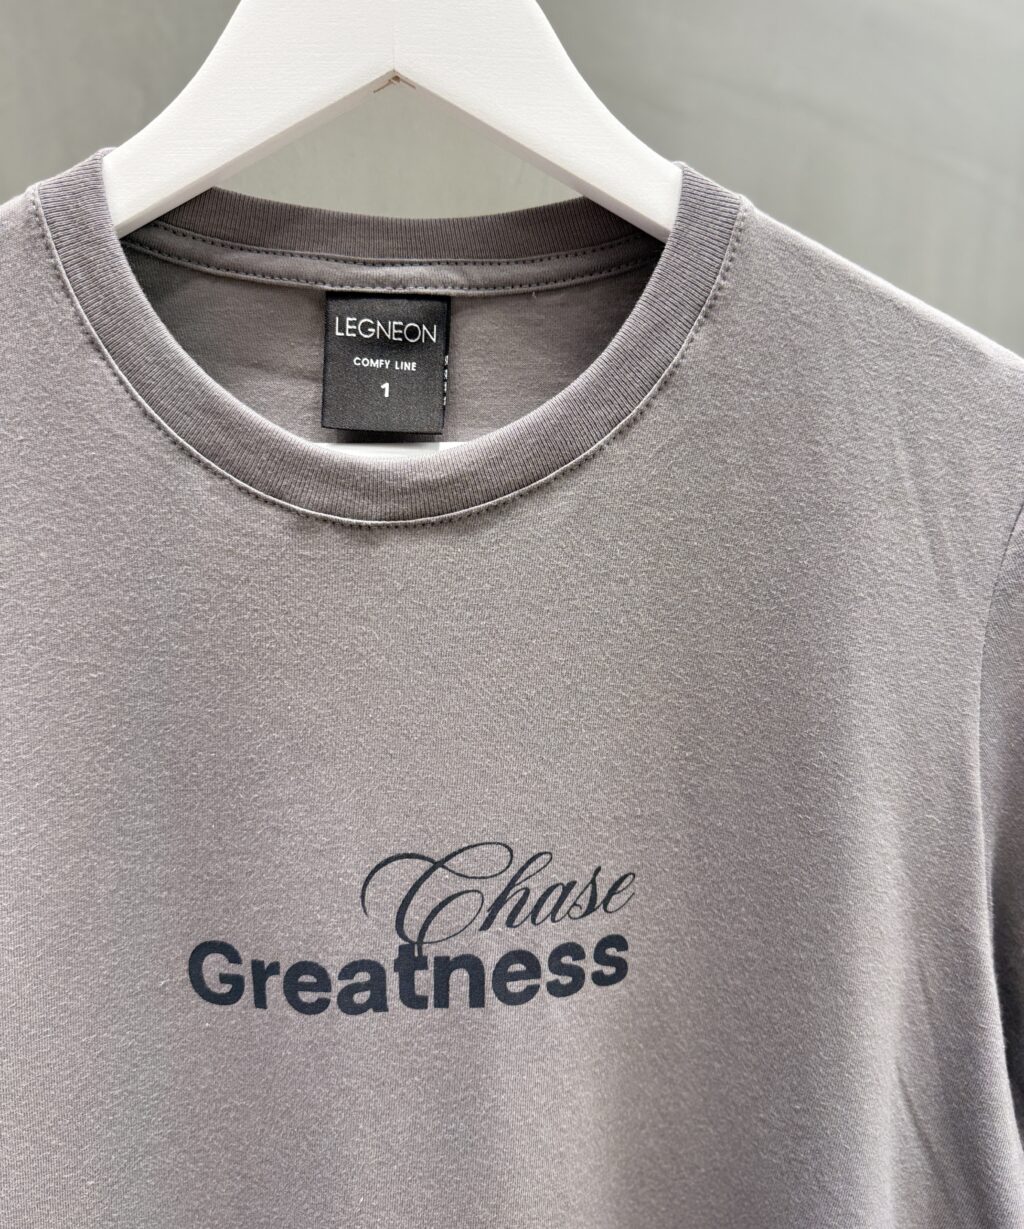 LEGNEON
COMFY LINE
1
Chase
Greatness